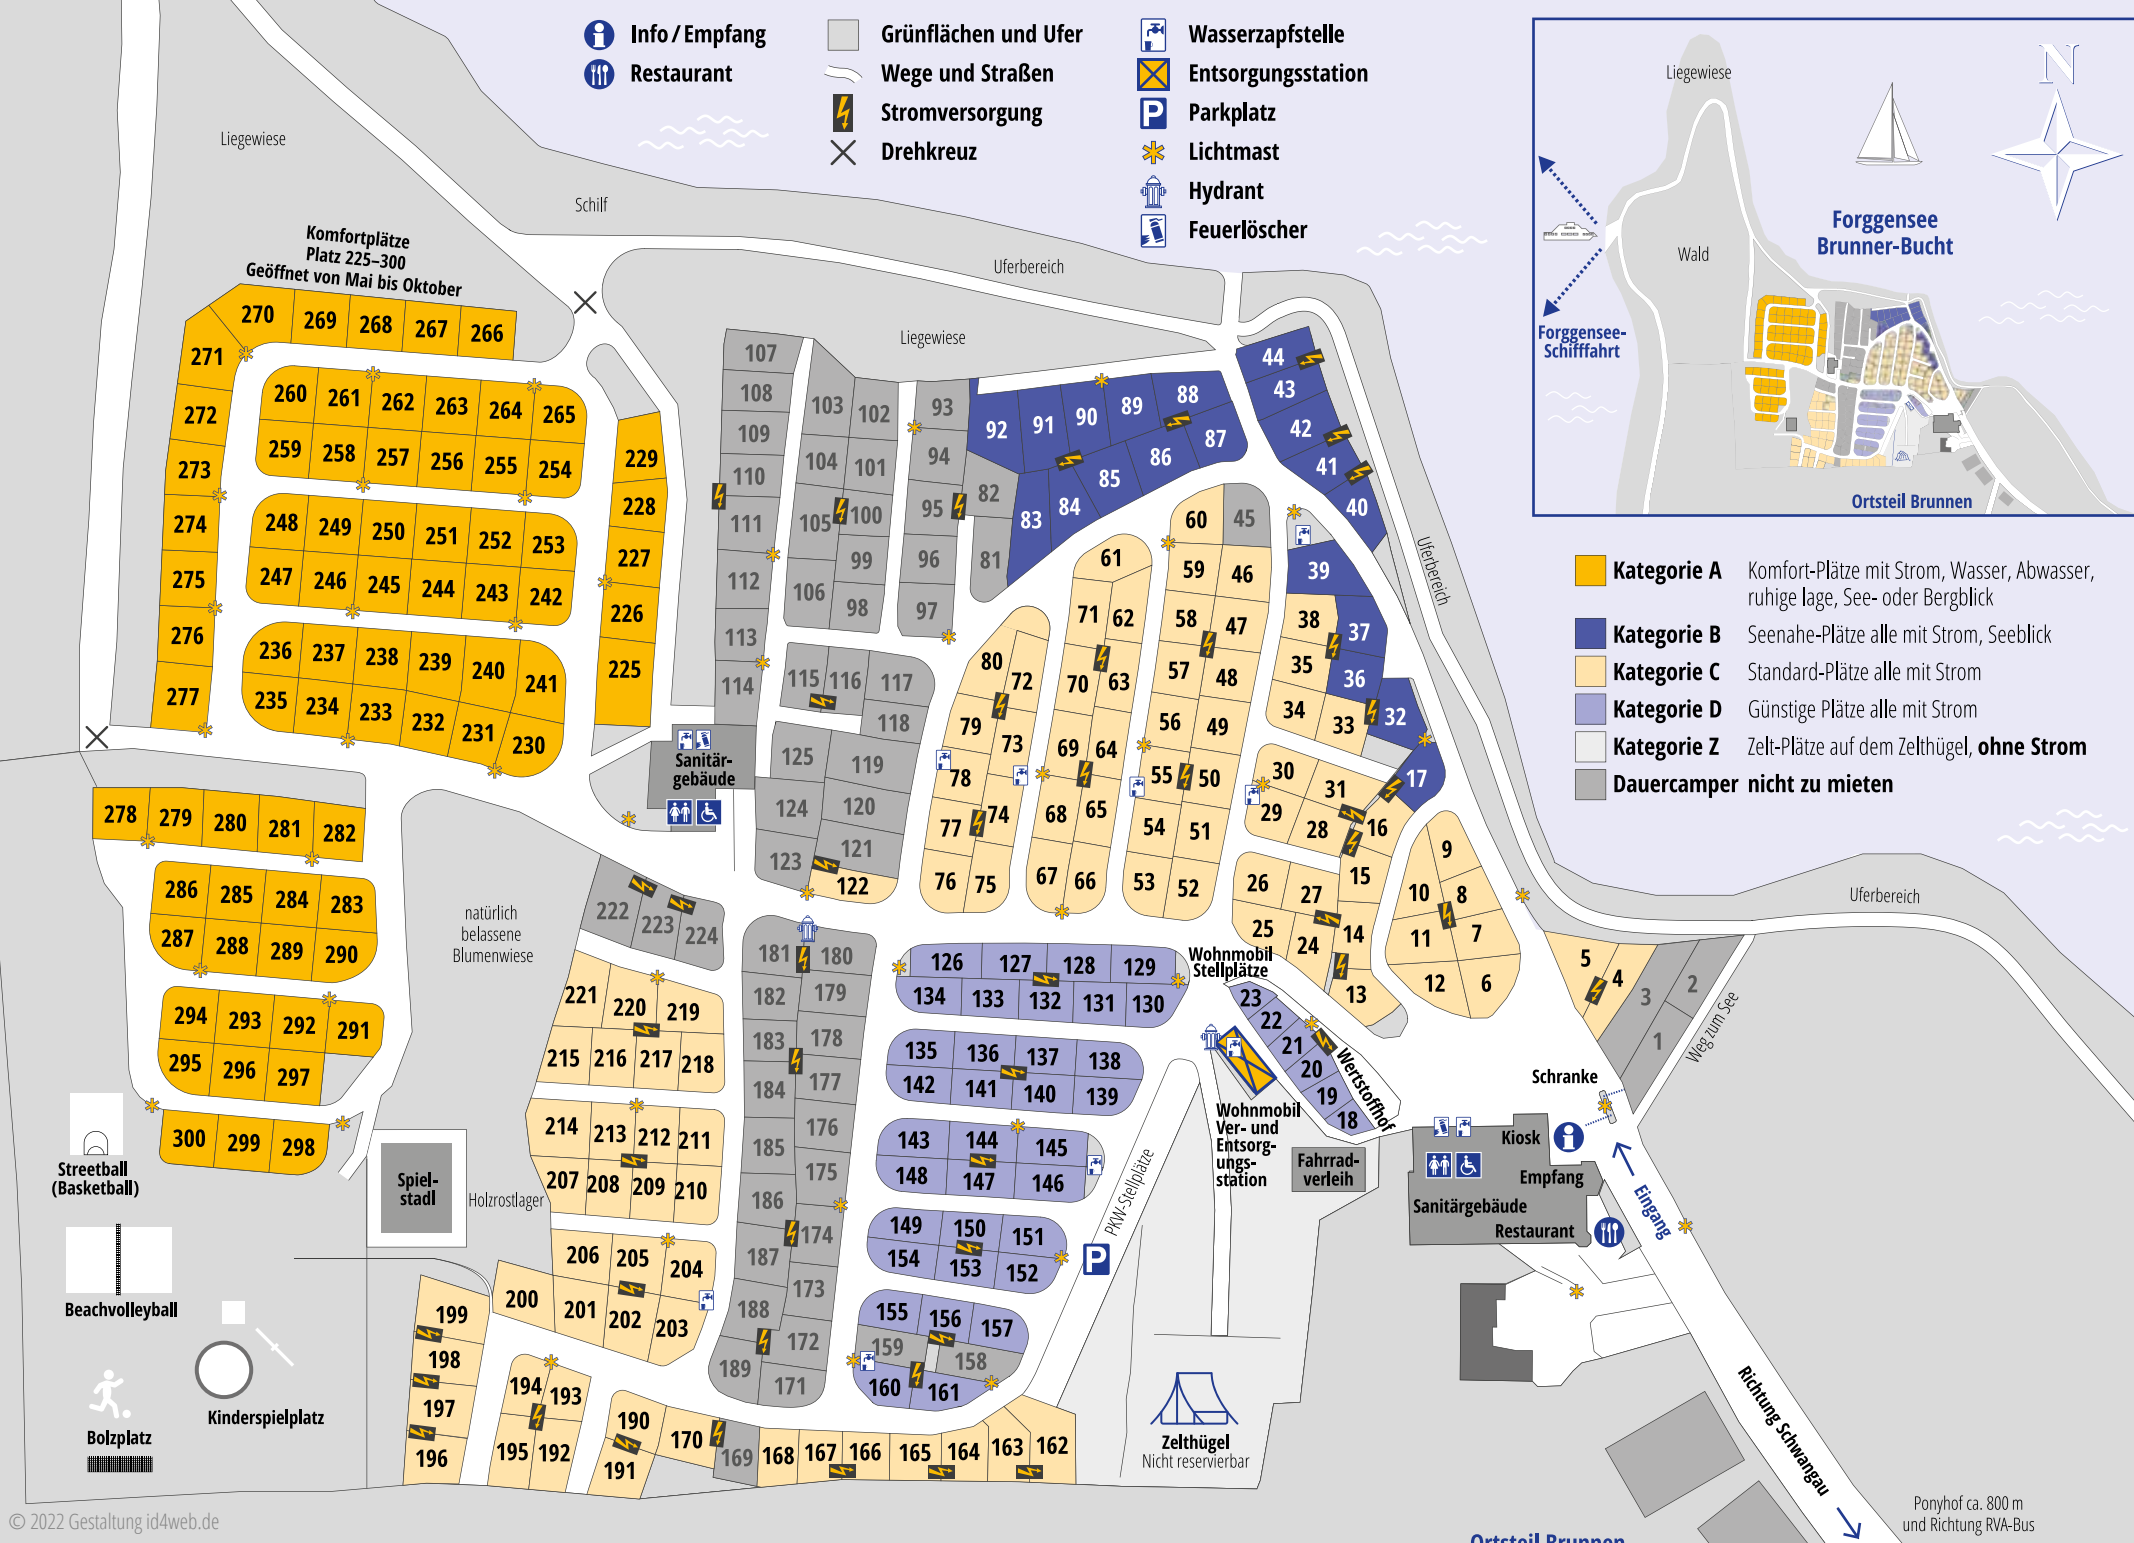 Info / Empfang
Restaurant
Grünflächen und Ufer
Wege und Straßen
Stromversorgung
Drehkreuz
Wasserzapfstelle
Entsorgungsstation
P Parkplatz
Lichtmast
Hydrant
Feuerlöscher
N
Liegewiese
Wald
Forggensee
Brunner-Bucht
Forggensee-
Schifffahrt
Ortsteil Brunnen
Kategorie A Komfort-Plätze mit Strom, Wasser, Abwasser,
ruhige lage, See- oder Bergblick
Kategorie B Seenahe-Plätze alle mit Strom, Seeblick
Kategorie C Standard-Plätze alle mit Strom
Kategorie D Günstige Plätze alle mit Strom
Kategorie Z Zelt-Plätze auf dem Zelthügel, ohne Strom
Dauercamper nicht zu mieten
Liegewiese
Schilf
Uferbereich
Liegewiese
Uferbereich
Uferbereich
Komfortplätze
Platz 225–300
Geöffnet von Mai bis Oktober
270 269 268 267 266
271
272
273
274
275
276
277
260 261 262 263 264 265
259 258 257 256 255 254
248 249 250 251 252 253
247 246 245 244 243 242
236 237 238 239 240 241
235 234 233 232 231 230
229
228
227
226
225
278 279 280 281 282
286 285 284 283
287 288 289 290
294 293 292 291
295 296 297
300 299 298
107
108
109
110
111
112
113
114
103 102
104 101
105 100
99
106 98
93
94
95
96
97
82
81
92 91 90 89 88
83 84 85 86 87
44
43
42
41
40
39
38 37
35 36
34 33 32
17
115 116 117
118
125 119
124 120
123 121
122
Sanitär-
gebäude
80 72
79 73
78 74
77
76 75
61
71 62
70 63
69 64
68 65
67 66
60 45
59 46
58 47
57 48
56 49
55 50
54 51
53 52
30 31
29 28 16
15
26 27
25 24 14
13
9
10 8
11 7
12 6
5 4
3 2
1
Weg zum See
natürlich
belassene
Blumenwiese
222 223 224
221 220 219
215 216 217 218
214 213 212 211
207 208 209 210
206 205 204
200 201 202 203
199
198
197
196
194 193
195 192
190
191
170
169
168 167 166 165 164 163 162
181 180
182 179
183 178
184 177
185 176
186 175
187 174
188 173
189 172
171
126 127 128 129
134 133 132 131 130
135 136 137 138
142 141 140 139
143 144 145
148 147 146
149 150 151
154 153 152
155 156 157
159 158
160 161
Wohnmobil
Stellplätze
23
22
21
20
19
18
Wertstoffhof
Wohnmobil
Ver- und
Entsorg-
ungs-
station
Fahrrad-
verleih
PKW-Stellplätze
P
Zelthügel
Nicht reservierbar
Schranke
Kiosk
Empfang
Sanitärgebäude
Restaurant
Eingang
Richtung Schwangau
Ponyhof ca. 800 m
und Richtung RVA-Bus
Ortsteil Brunnen
Streetball
(Basketball)
Spiel-
stadl
Holzrostlager
Beachvolleyball
Kinderspielplatz
Bolzplatz
© 2022 Gestaltung id4web.de